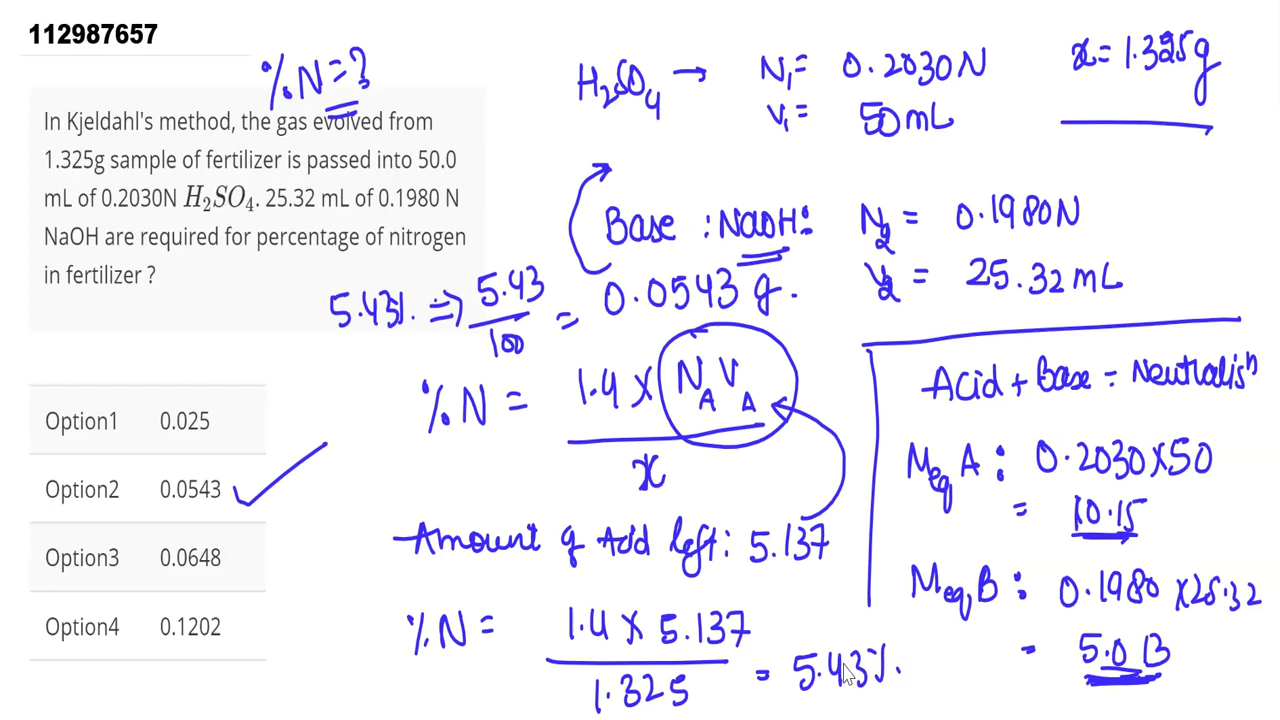 112987657
%N = ?
In Kjeldahl's method, the gas evolved from
1.325g sample of fertilizer is passed into 50.0
mL of 0.2030N H₂SO₄. 25.32 mL of 0.1980 N
NaOH are required for percentage of nitrogen
in fertilizer ?
Option1 0.025
Option2 0.0543
Option3 0.0648
Option4 0.1202
H₂SO₄ → N₁ = 0.2030N
V₁ = 50mL
x = 1.325g
Base : NaOH : N₂ = 0.1980N
V₂ = 25.32mL
5.43% ⇒ 5.43/100 = 0.0543 g.
%N = 1.4 × N_A V_A / x
Amount of Acid left : 5.137
%N = 1.4 × 5.137 / 1.325 = 5.43%.
Acid + Base = Neutralisⁿ
Meq A : 0.2030×50
= 10.15
Meq B : 0.1980 ×25.32
= 5.013